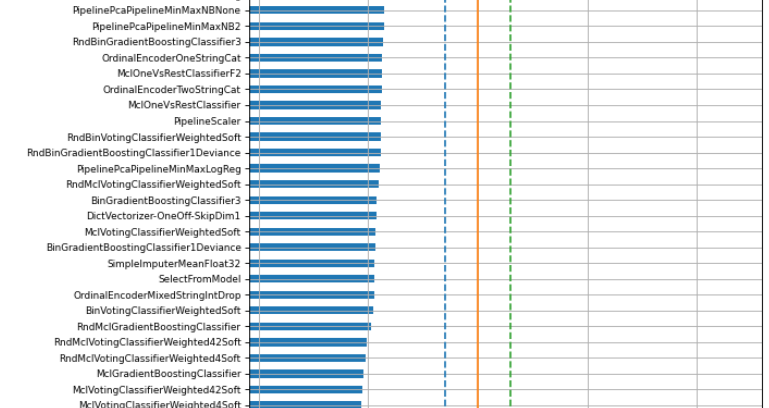 PipelinePcaPipelineMinMaxNBNone
PipelinePcaPipelineMinMaxNB2
RndBinGradientBoostingClassifier3
OrdinalEncoderOneStringCat
MclOneVsRestClassifierF2
OrdinalEncoderTwoStringCat
MclOneVsRestClassifier
PipelineScaler
RndBinVotingClassifierWeightedSoft
RndBinGradientBoostingClassifier1Deviance
PipelinePcaPipelineMinMaxLogReg
RndMclVotingClassifierWeightedSoft
BinGradientBoostingClassifier3
DictVectorizer-OneOff-SkipDim1
MclVotingClassifierWeightedSoft
BinGradientBoostingClassifier1Deviance
SimpleImputerMeanFloat32
SelectFromModel
OrdinalEncoderMixedStringIntDrop
BinVotingClassifierWeightedSoft
RndMclGradientBoostingClassifier
RndMclVotingClassifierWeighted42Soft
RndMclVotingClassifierWeighted4Soft
MclGradientBoostingClassifier
MclVotingClassifierWeighted42Soft
MclVotingClassifierWeighted4Soft